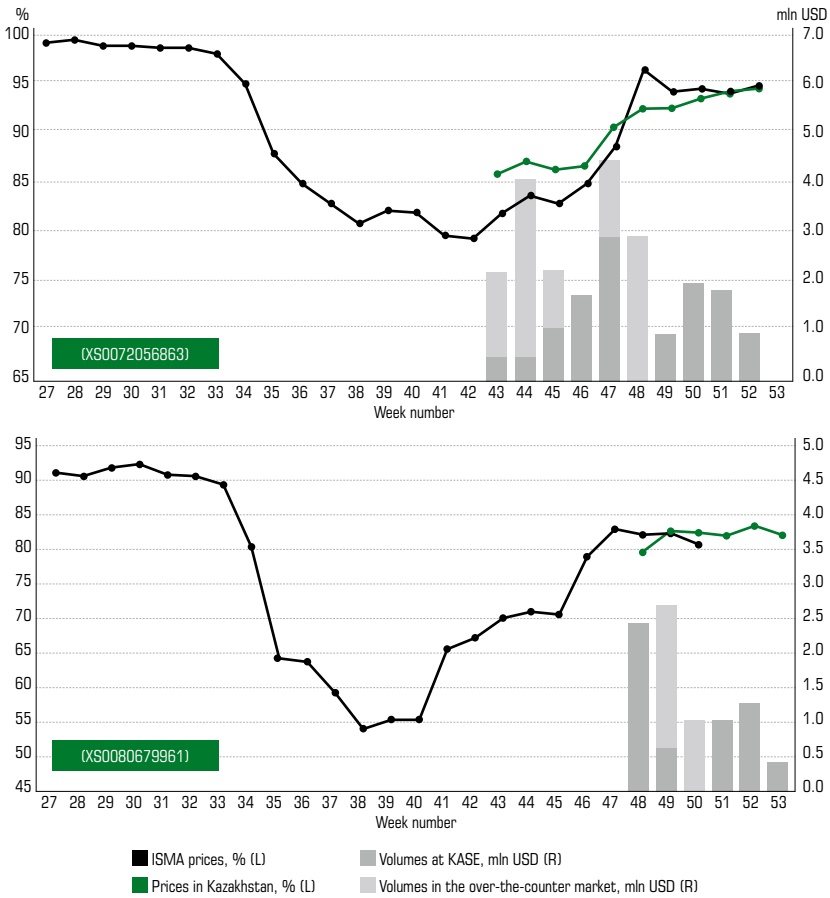 % mln USD
100 7.0
95 6.0
90 5.0
85 4.0
80 3.0
75 2.0
70 1.0
65 0.0
(XS0072056863)
27 28 29 30 31 32 33 34 35 36 37 38 39 40 41 42 43 44 45 46 47 48 49 50 51 52 53
Week number
95 5.0
90 4.5
85 4.0
80 3.5
75 3.0
70 2.5
65 2.0
60 1.5
55 1.0
50 0.5
45 0.0
(XS0080679961)
27 28 29 30 31 32 33 34 35 36 37 38 39 40 41 42 43 44 45 46 47 48 49 50 51 52 53
Week number
ISMA prices, % (L) Volumes at KASE, mln USD (R)
Prices in Kazakhstan, % (L) Volumes in the over-the-counter market, mln USD (R)